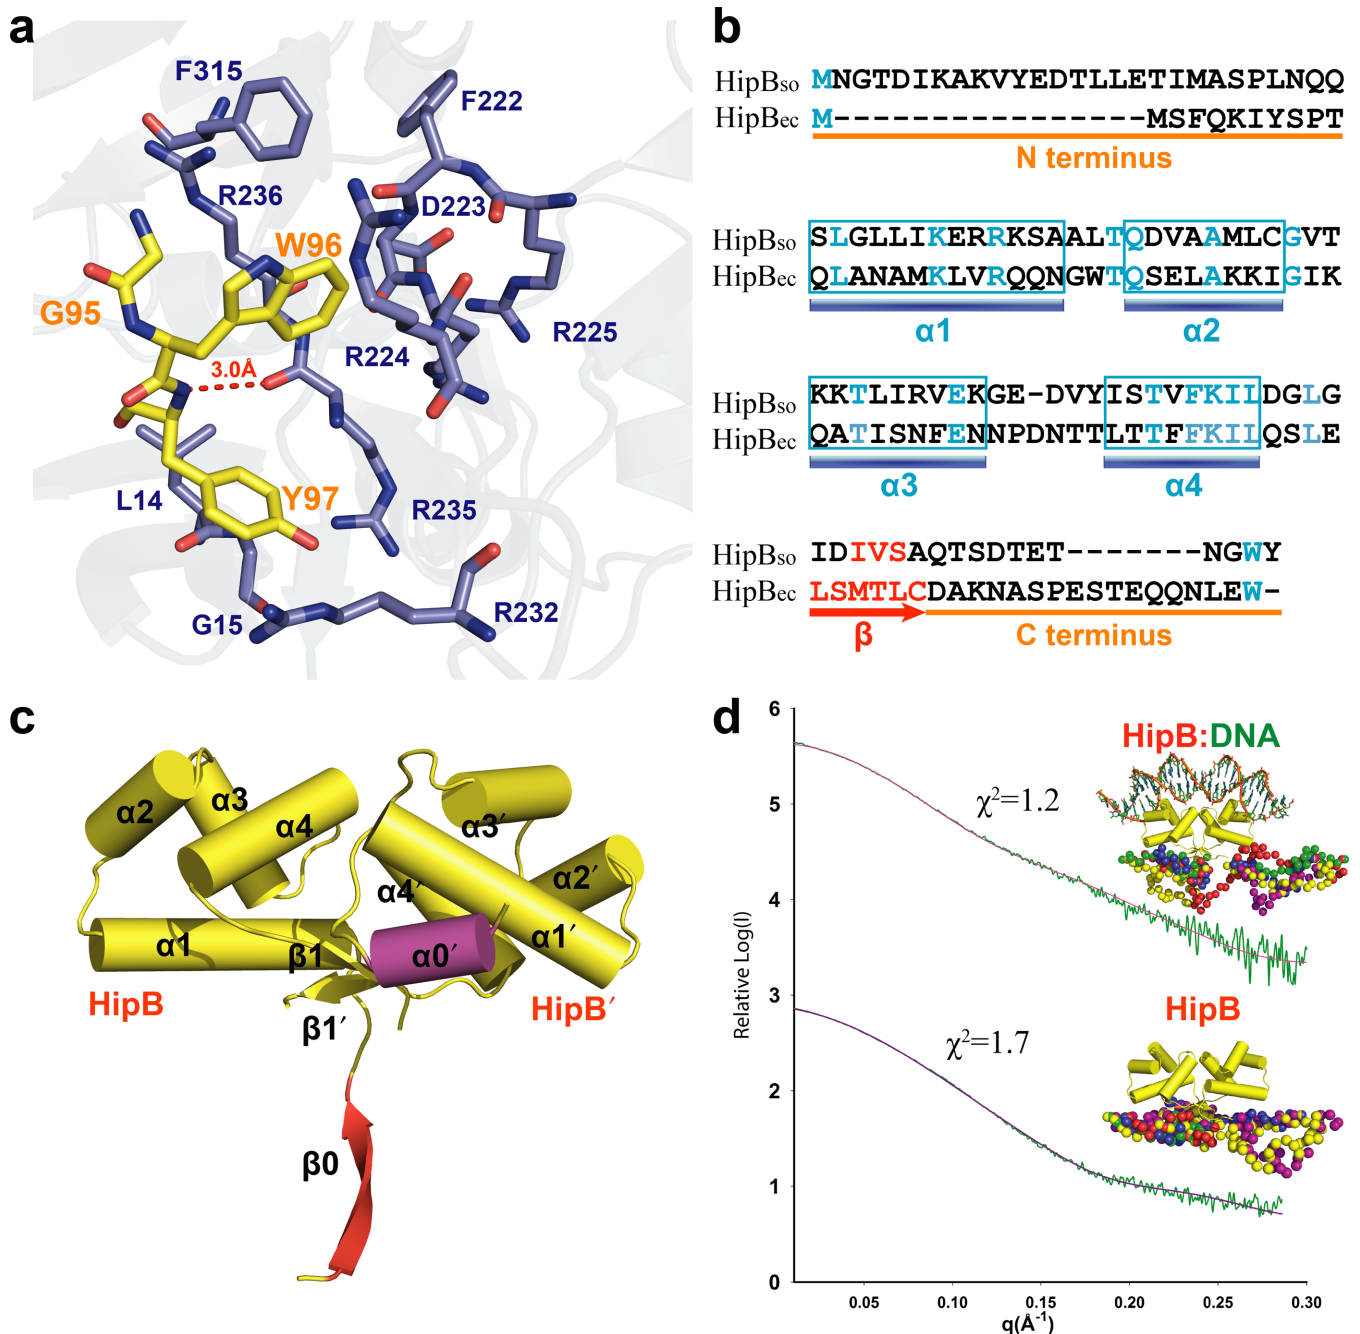 a
F315
F222
R236
D223
W96
G95
R225
R224
3.0Å
L14
Y97
R235
G15
R232
b
HipBso MNGTDIKAKVYEDTLLETIMASPLNQQ
HipBec M----------------MSFQKIYSPT
N terminus
HipBso SLGLLIKERRKSAALTQDVAAMLCGVT
HipBec QLANAMKLVRQQNGWTQSELAKKIGIK
α1 α2
HipBso KKTLIRVEKGE-DVYISTVFKILDGLG
HipBec QATISNFENNPDNTTLTTFFKILQSLE
α3 α4
HipBso IDIVSAQTSDTET-------NGWY
HipBec LSMTLCDAKNASPESTEQQNLEW-
β C terminus
c
α2 α3 α4 α3′
α4′ α2′
α1 β1 α0′ α1′
HipB HipB′
β1′
β0
d
6
HipB:DNA
χ²=1.2
5
4
Relative Log(I)
3
HipB
χ²=1.7
2
1
0
0.05 0.10 0.15 0.20 0.25 0.30
q(Å⁻¹)